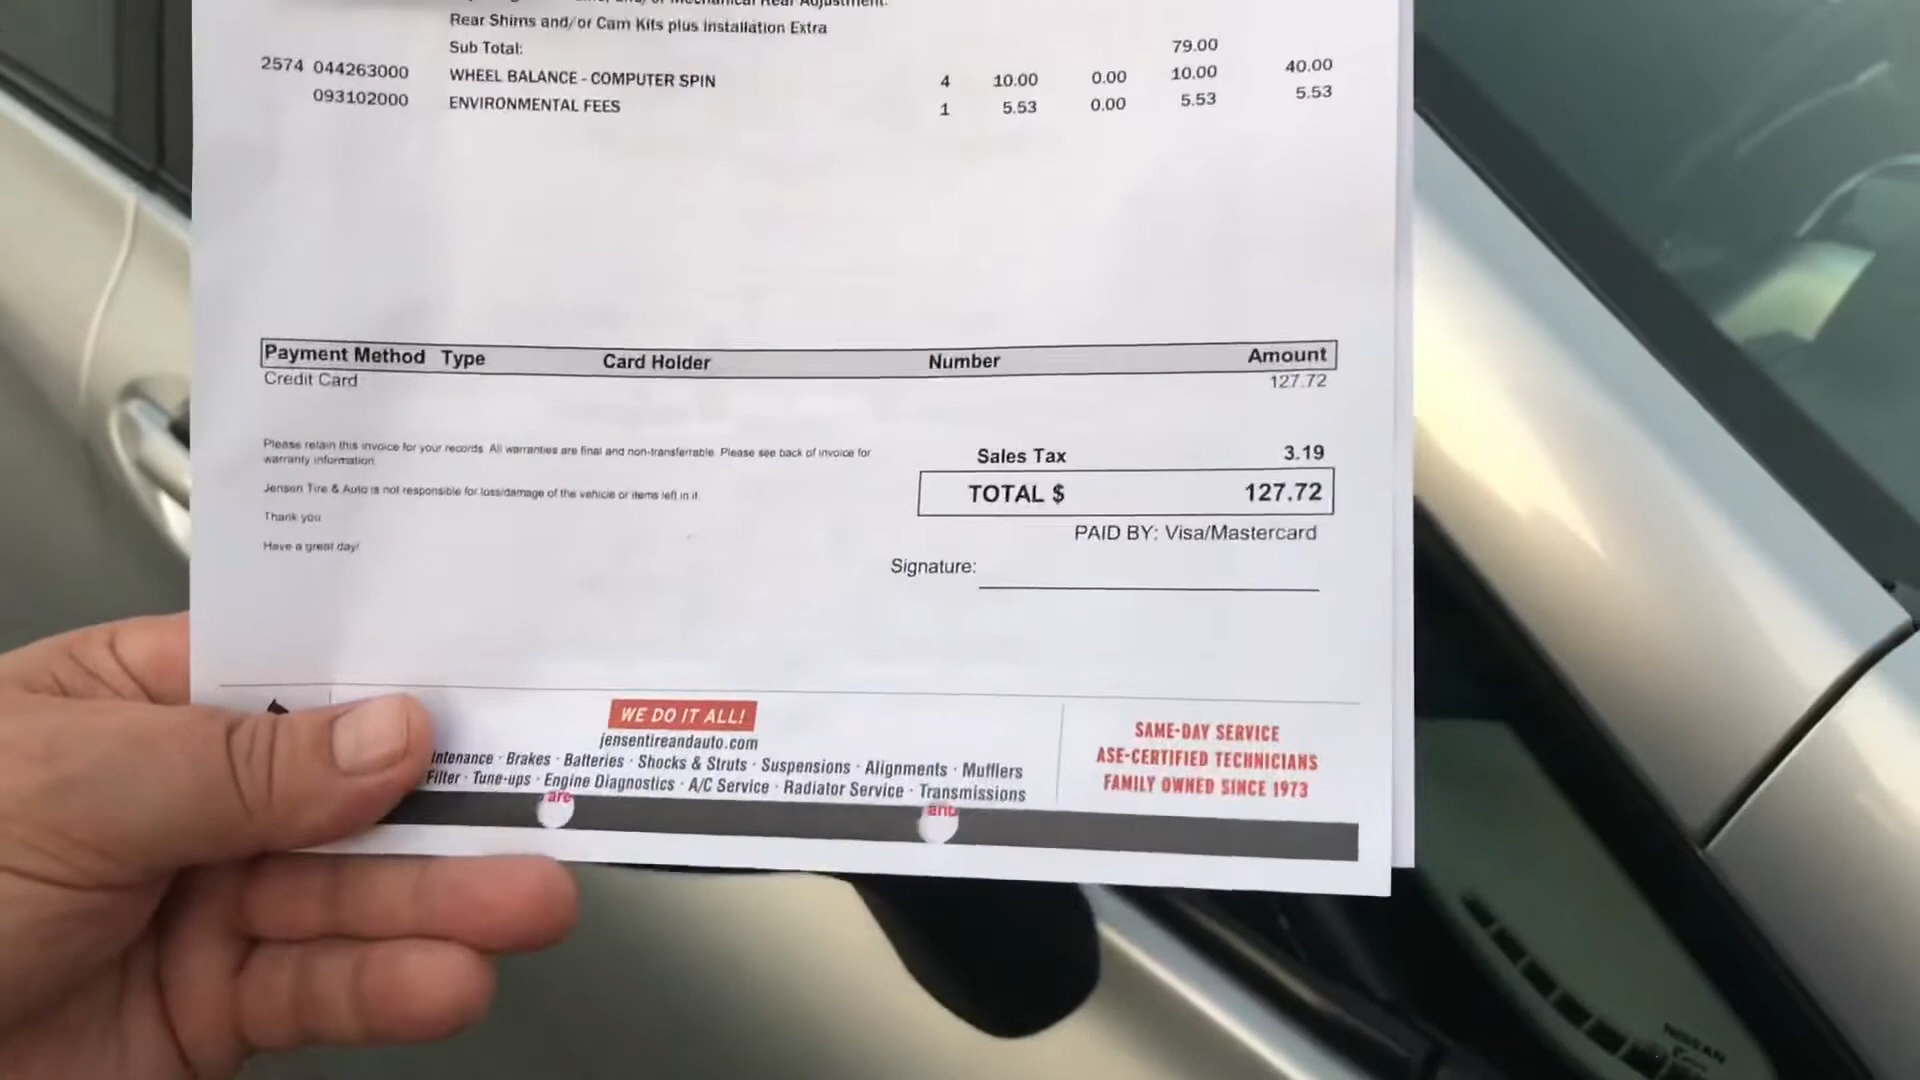 Mechanical Rear Adjustment.
Rear Shims and/or Cam Kits plus Installation Extra
Sub Total: 79.00
2574 044263000 WHEEL BALANCE - COMPUTER SPIN 4 10.00 0.00 10.00 40.00
093102000 ENVIRONMENTAL FEES 1 5.53 0.00 5.53 5.53
Payment Method Type Card Holder Number Amount
Credit Card 127.72
Please retain this invoice for your records. All warranties are final and non-transferrable. Please see back of invoice for
warranty information.
Jensen Tire & Auto is not responsible for loss/damage of the vehicle or items left in it.
Thank you
Have a great day!
Sales Tax 3.19
TOTAL $ 127.72
PAID BY: Visa/Mastercard
Signature:
WE DO IT ALL!
jensentireandauto.com
intenance · Brakes · Batteries · Shocks & Struts · Suspensions · Alignments · Mufflers
Filter · Tune-ups · Engine Diagnostics · A/C Service · Radiator Service · Transmissions
are
and
SAME-DAY SERVICE
ASE-CERTIFIED TECHNICIANS
FAMILY OWNED SINCE 1973
NISSAN